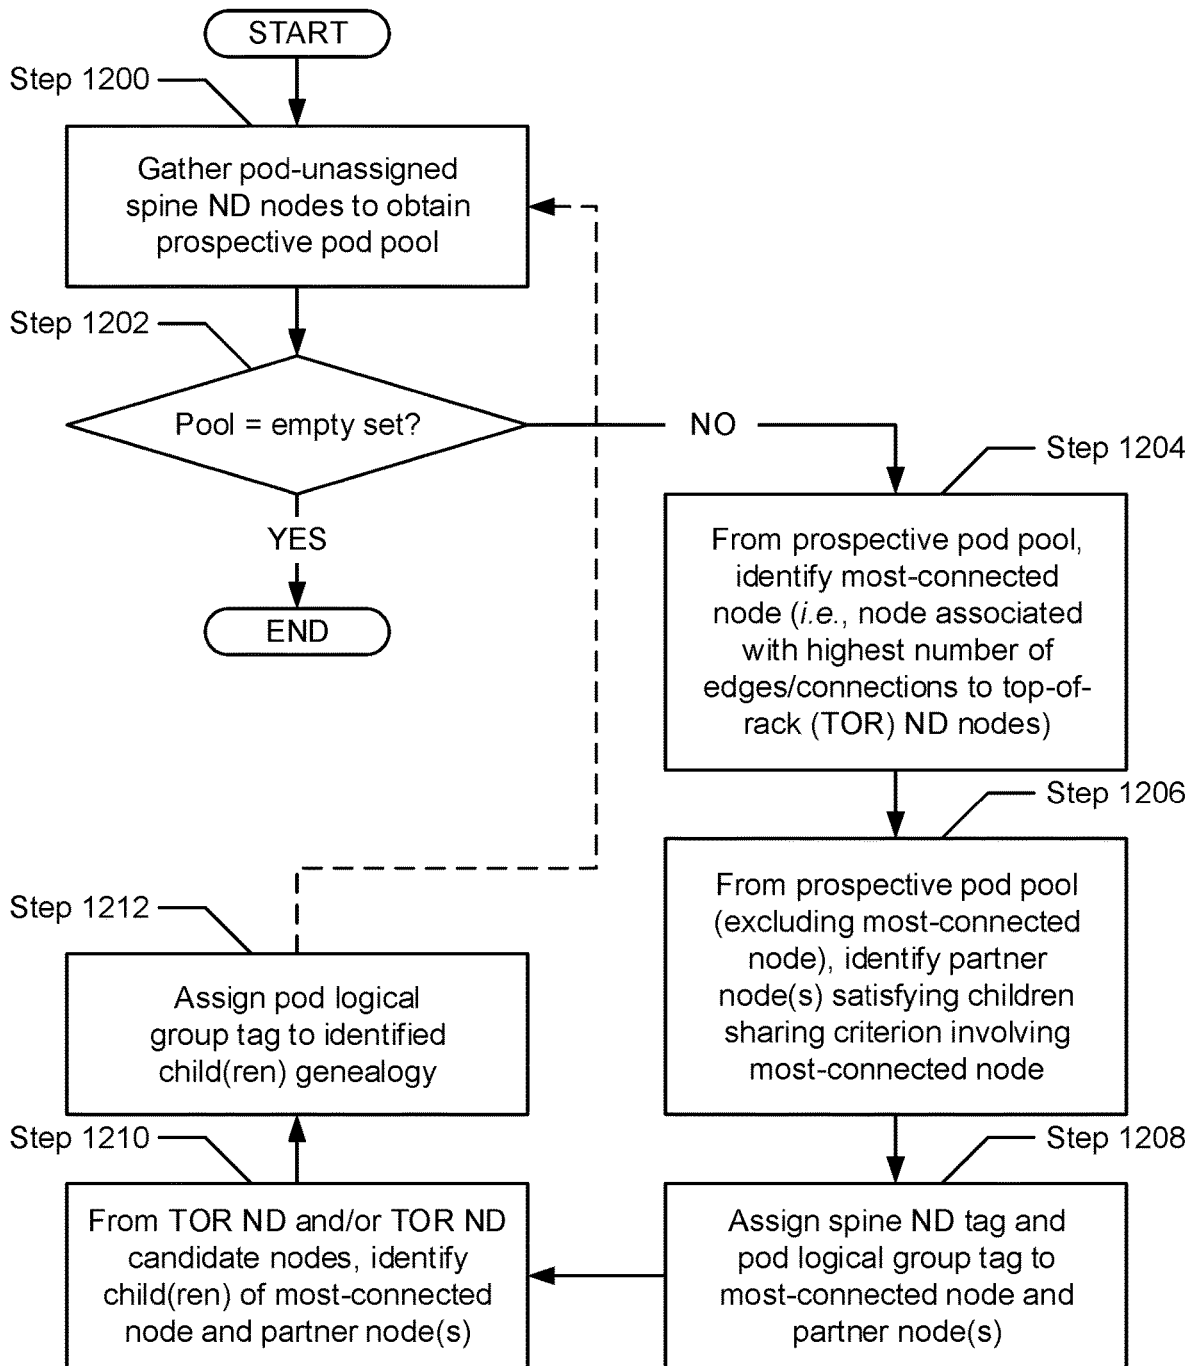 START
Step 1200
Gather pod-unassigned
spine ND nodes to obtain
prospective pod pool
Step 1202
Pool = empty set?
NO
YES
END
Step 1204
From prospective pod pool,
identify most-connected
node (i.e., node associated
with highest number of
edges/connections to top-of-
rack (TOR) ND nodes)
Step 1206
From prospective pod pool
(excluding most-connected
node), identify partner
node(s) satisfying children
sharing criterion involving
most-connected node
Step 1208
Assign spine ND tag and
pod logical group tag to
most-connected node and
partner node(s)
Step 1210
From TOR ND and/or TOR ND
candidate nodes, identify
child(ren) of most-connected
node and partner node(s)
Step 1212
Assign pod logical
group tag to identified
child(ren) genealogy